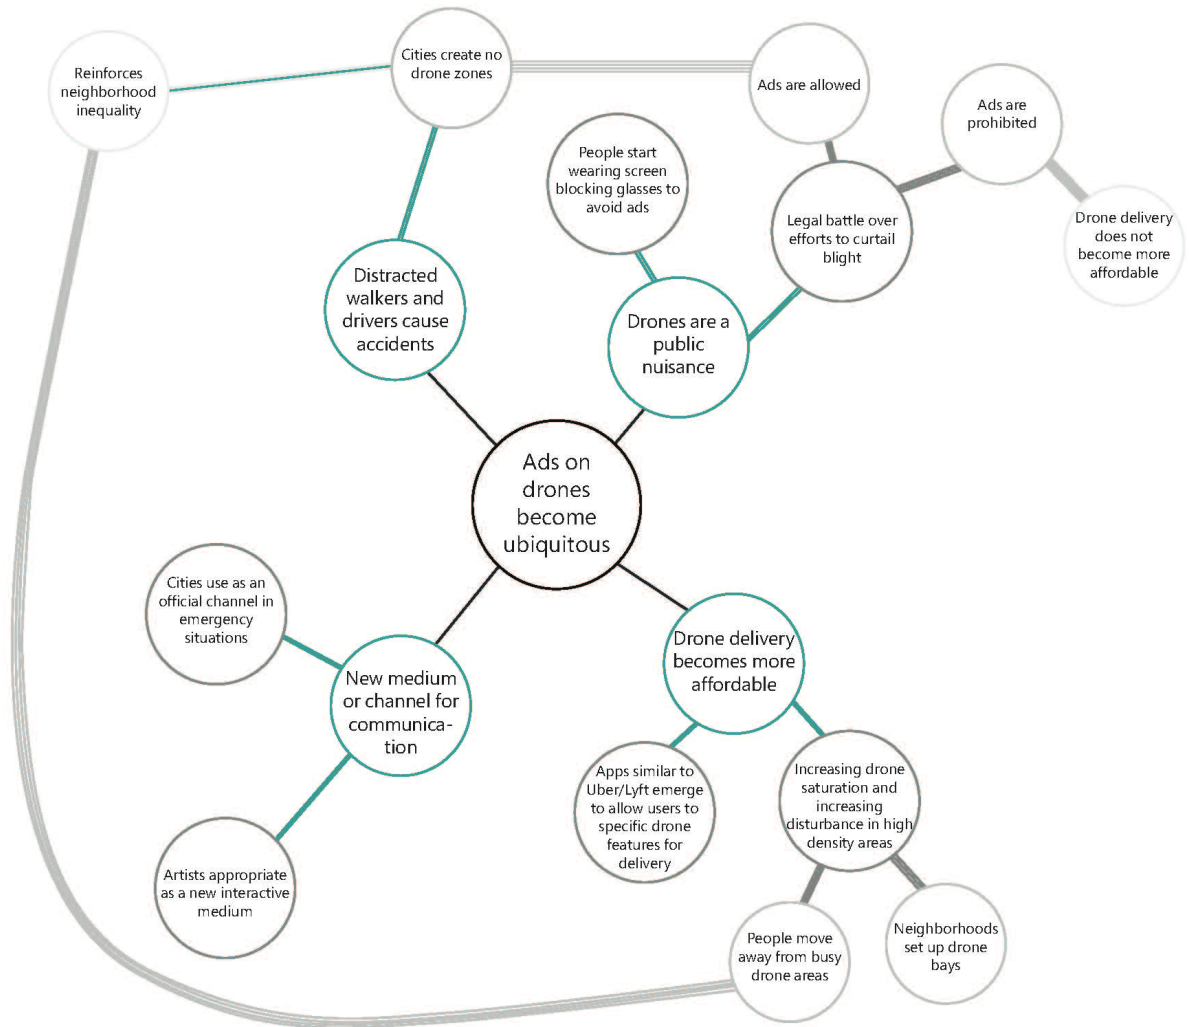 Reinforces
neighborhood
inequality
Cities create no
drone zones
Ads are allowed
Ads are
prohibited
People start
wearing screen
blocking glasses to
avoid ads
Legal battle over
efforts to curtail
blight
Drone delivery
does not
become more
affordable
Distracted
walkers and
drivers cause
accidents
Drones are a
public
nuisance
Ads on
drones
become
ubiquitous
Cities use as an
official channel in
emergency
situations
New medium
or channel for
communica-
tion
Drone delivery
becomes more
affordable
Apps similar to
Uber/Lyft emerge
to allow users to
specific drone
features for
delivery
Increasing drone
saturation and
increasing
disturbance in high
density areas
Artists appropriate
as a new interactive
medium
People move
away from busy
drone areas
Neighborhoods
set up drone
bays